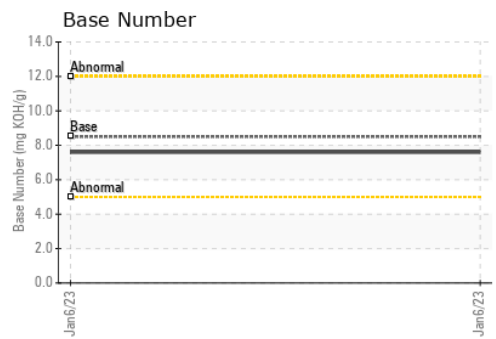 Base Number
Base Number (mg KOH/g)
14.0
12.0
10.0
8.0
6.0
4.0
2.0
0.0
Abnormal
Base
Abnormal
Jan6/23
Jan6/23